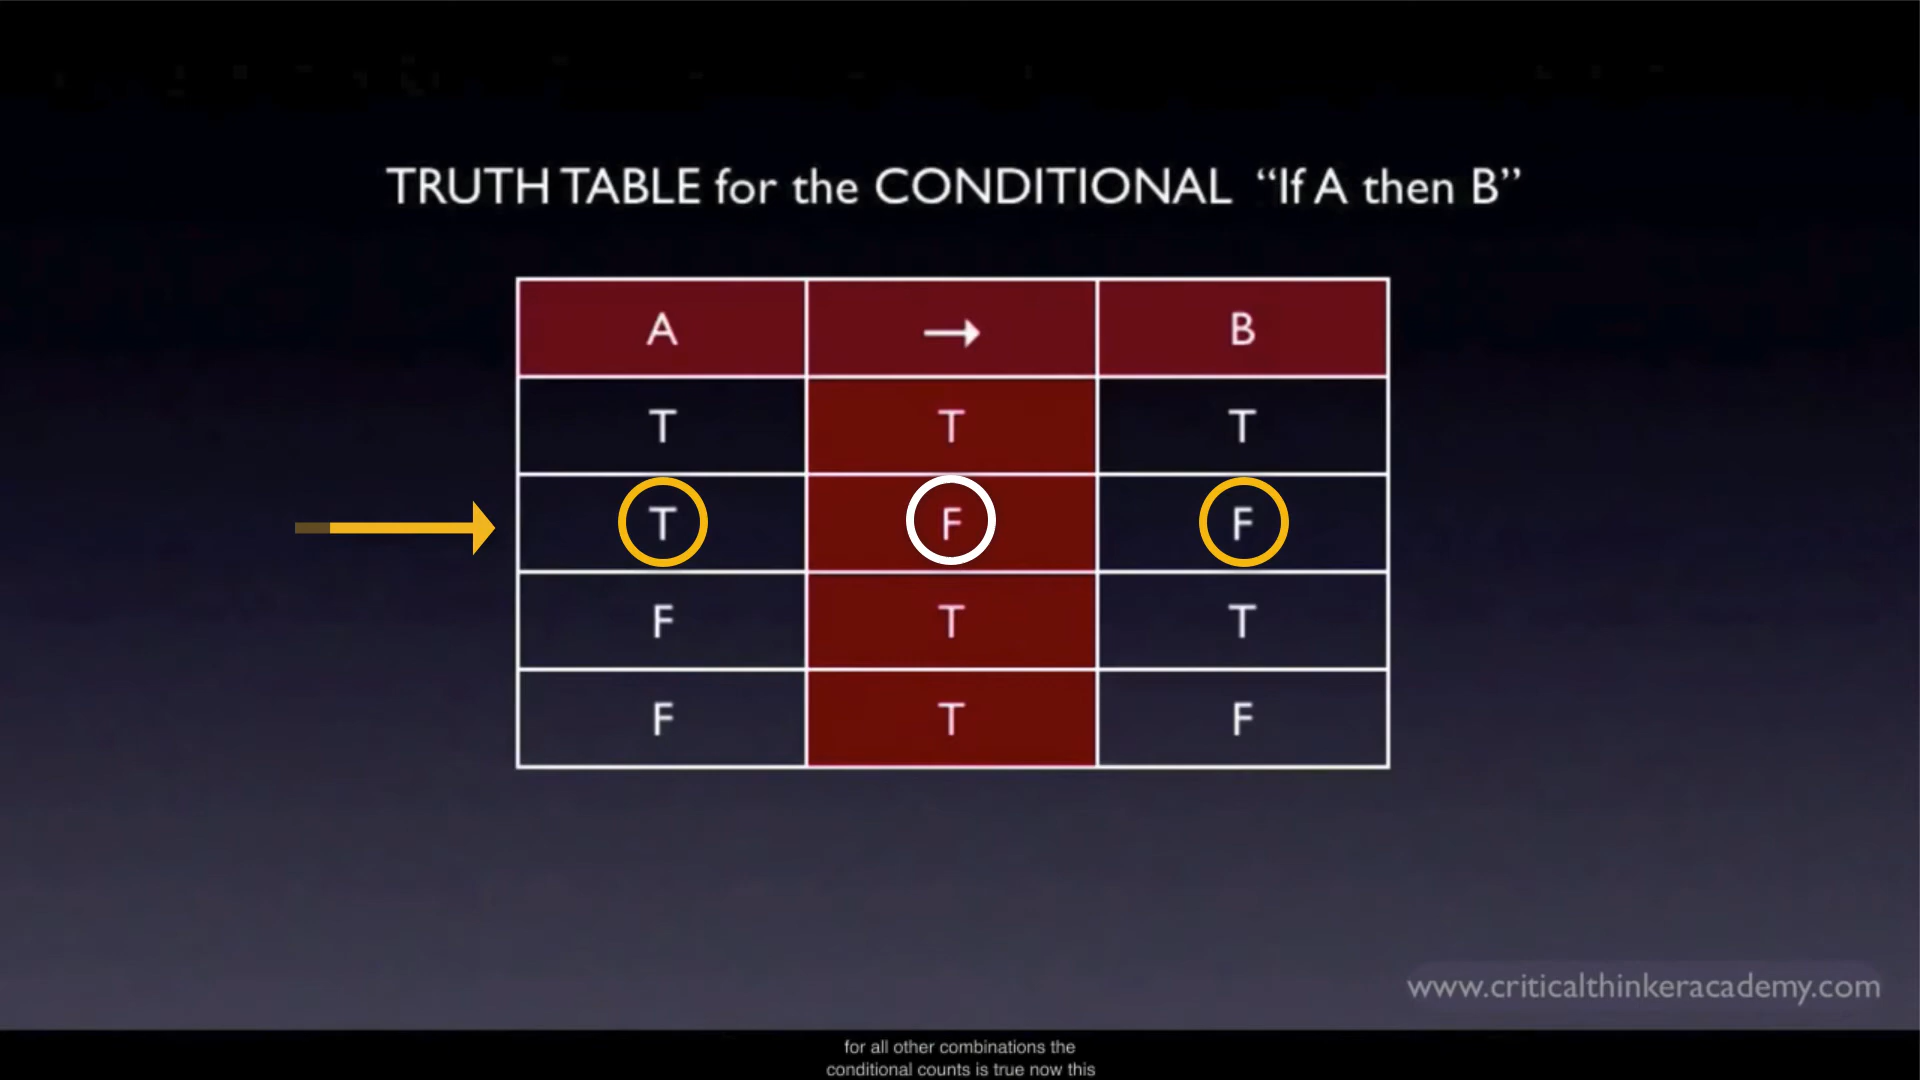 TRUTH TABLE for the CONDITIONAL “If A then B”
A → B
T T T
T F F
F T T
F T F
www.criticalthinkeracademy.com
for all other combinations the
conditional counts is true now this